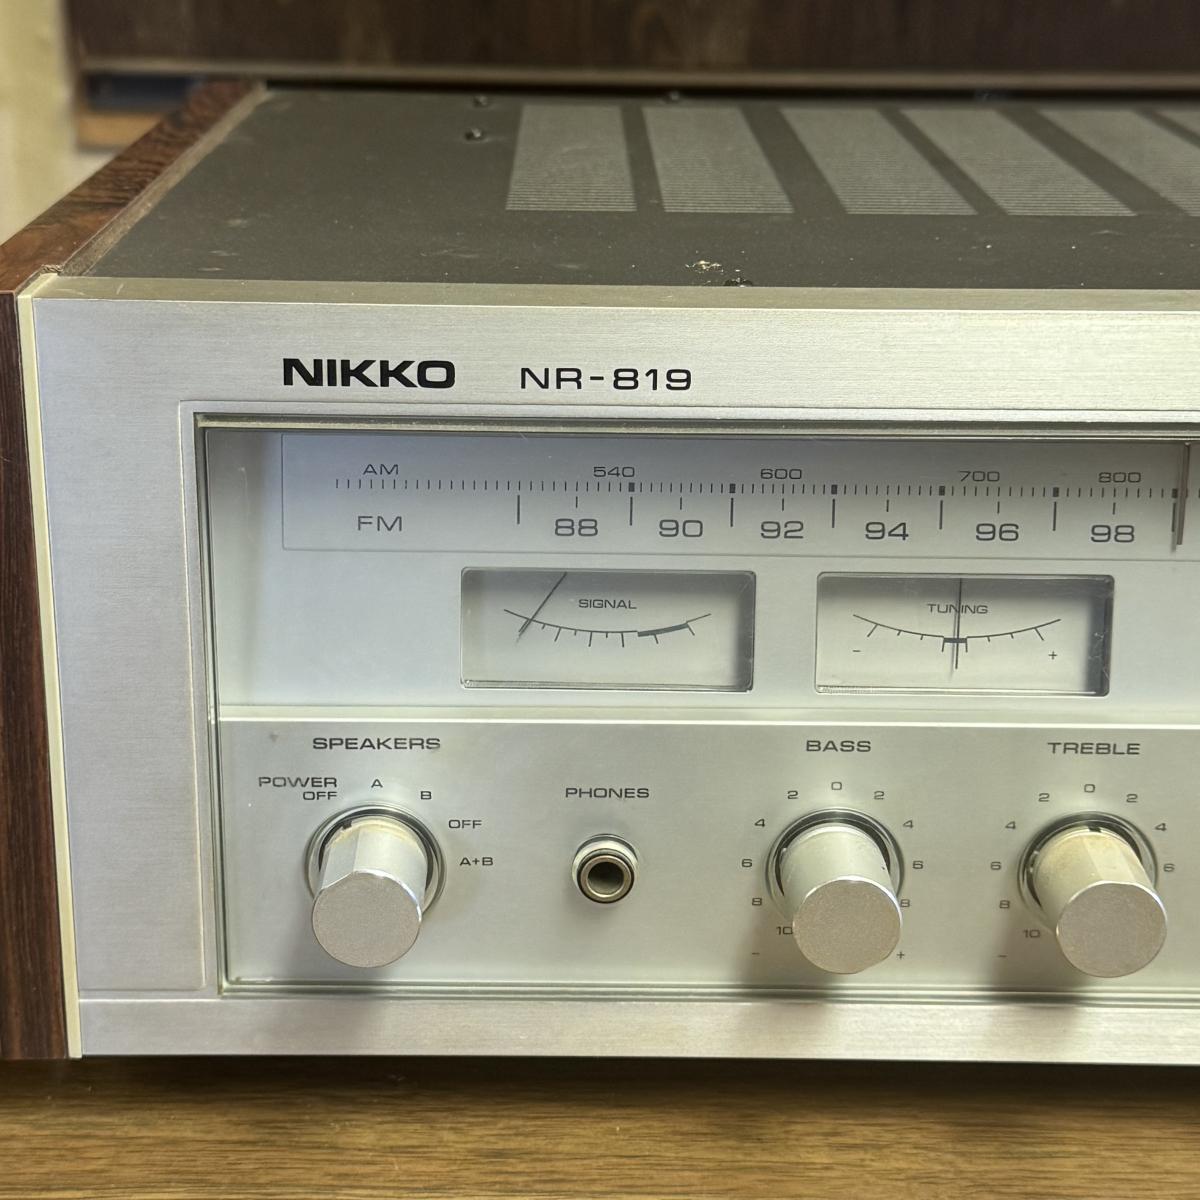 NIKKO NR-819
AM 540 600 700 800
FM 88 90 92 94 96 98
SIGNAL
TUNING
- +
SPEAKERS
POWER OFF A B OFF A+B
PHONES
BASS
10 8 6 4 2 0 2 4 6 8
- +
TREBLE
10 8 6 4 2 0 2 4 6
-